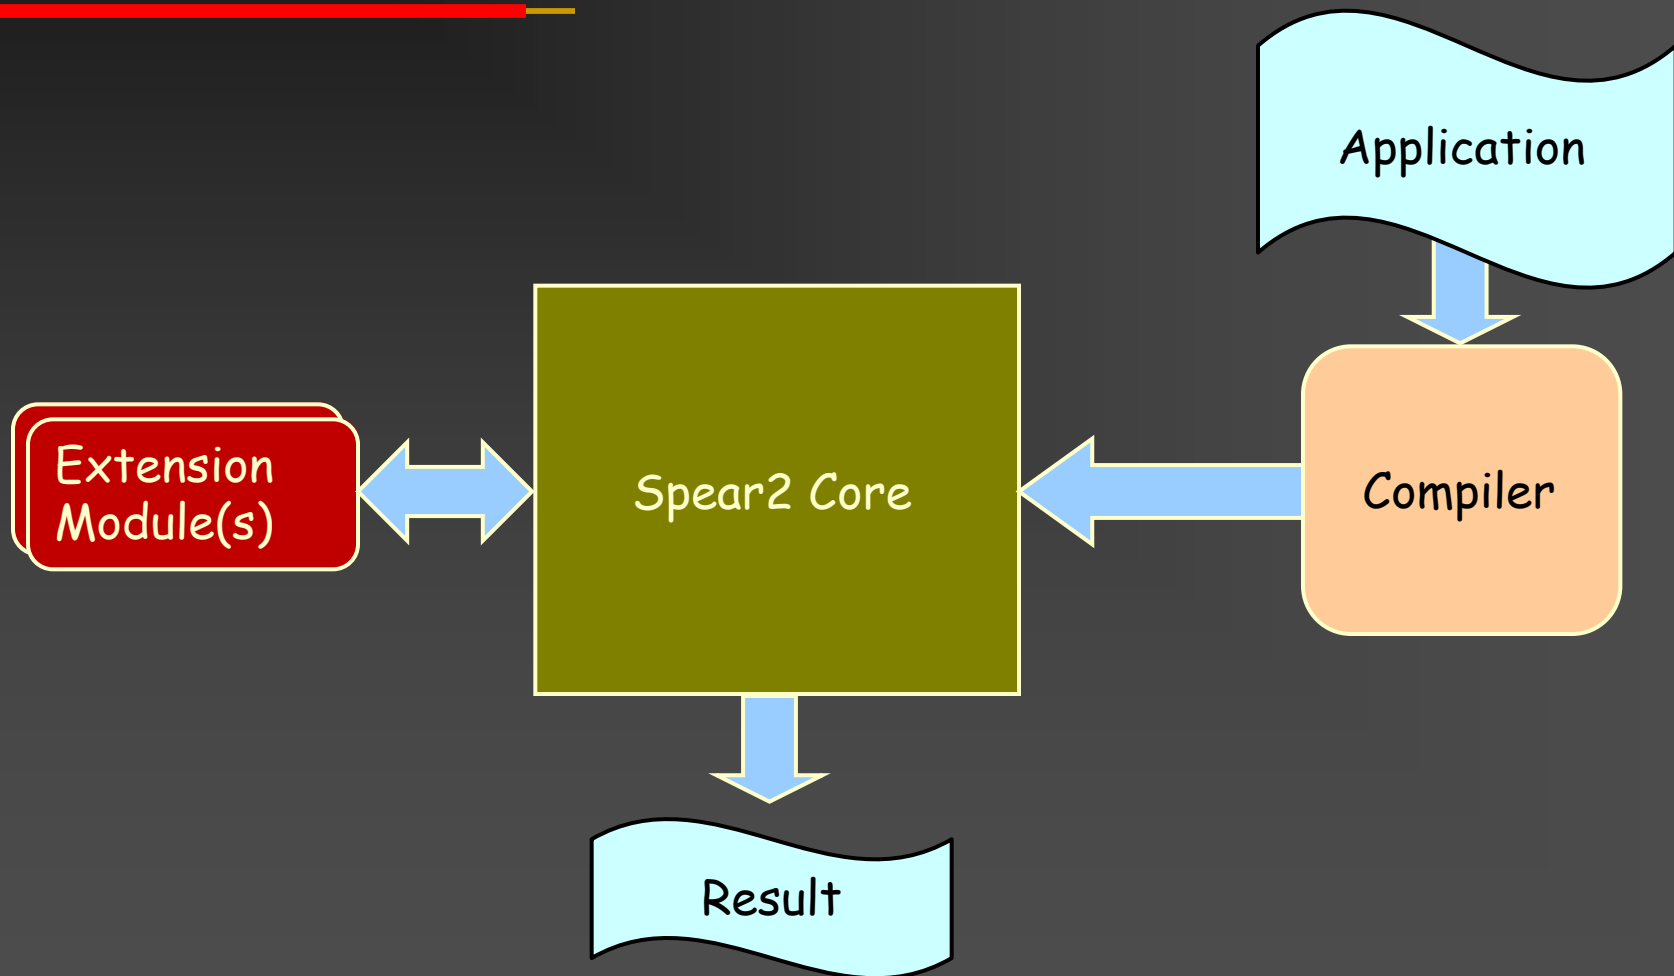 Application
Extension
Module(s)
Spear2 Core
Compiler
Result